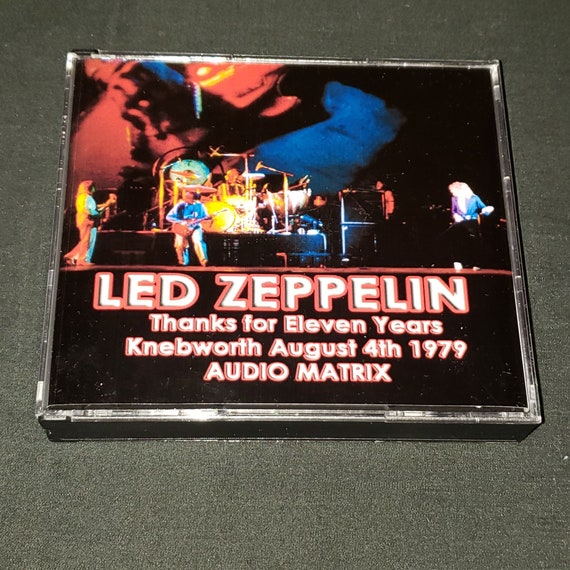 LED ZEPPELIN
Thanks for Eleven Years
Knebworth August 4th 1979
AUDIO MATRIX